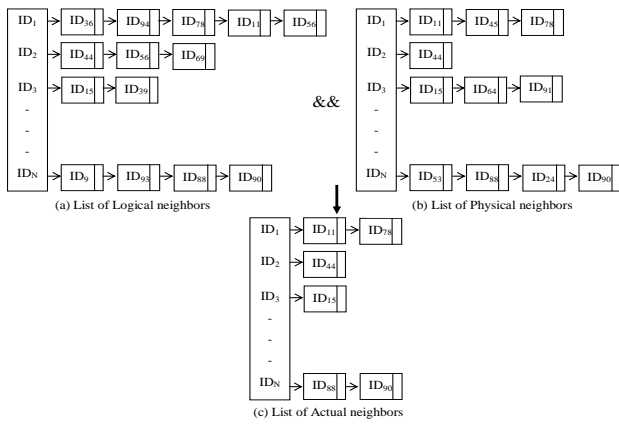 ID1 ID36 ID94 ID78 ID11 ID56
ID2 ID44 ID56 ID69
ID3 ID15 ID39
-
-
-
IDN ID9 ID93 ID88 ID90
(a) List of Logical neighbors
&&
ID1 ID11 ID45 ID78
ID2 ID44
ID3 ID15 ID64 ID91
-
-
-
IDN ID53 ID88 ID24 ID90
(b) List of Physical neighbors
ID1 ID11 ID78
ID2 ID44
ID3 ID15
-
-
-
IDN ID88 ID90
(c) List of Actual neighbors